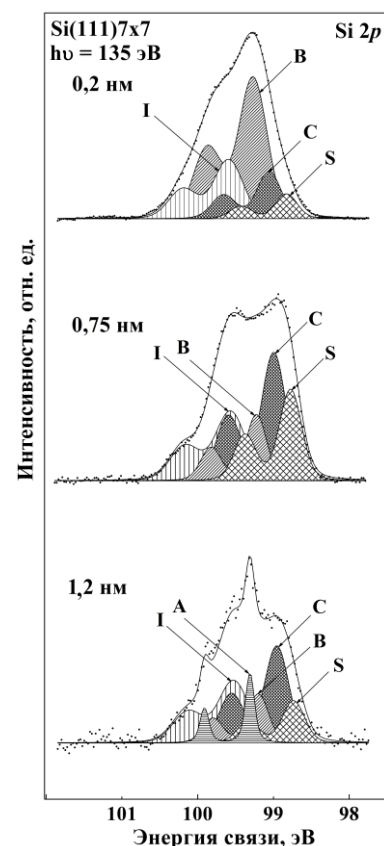 Si(111)7x7
hυ = 135 эВ
Si 2p
0,2 нм
B
I
C
S
0,75 нм
C
B
I
S
1,2 нм
A
I
C
B
S
Интенсивность, отн. ед.
101 100 99 98
Энергия связи, эВ